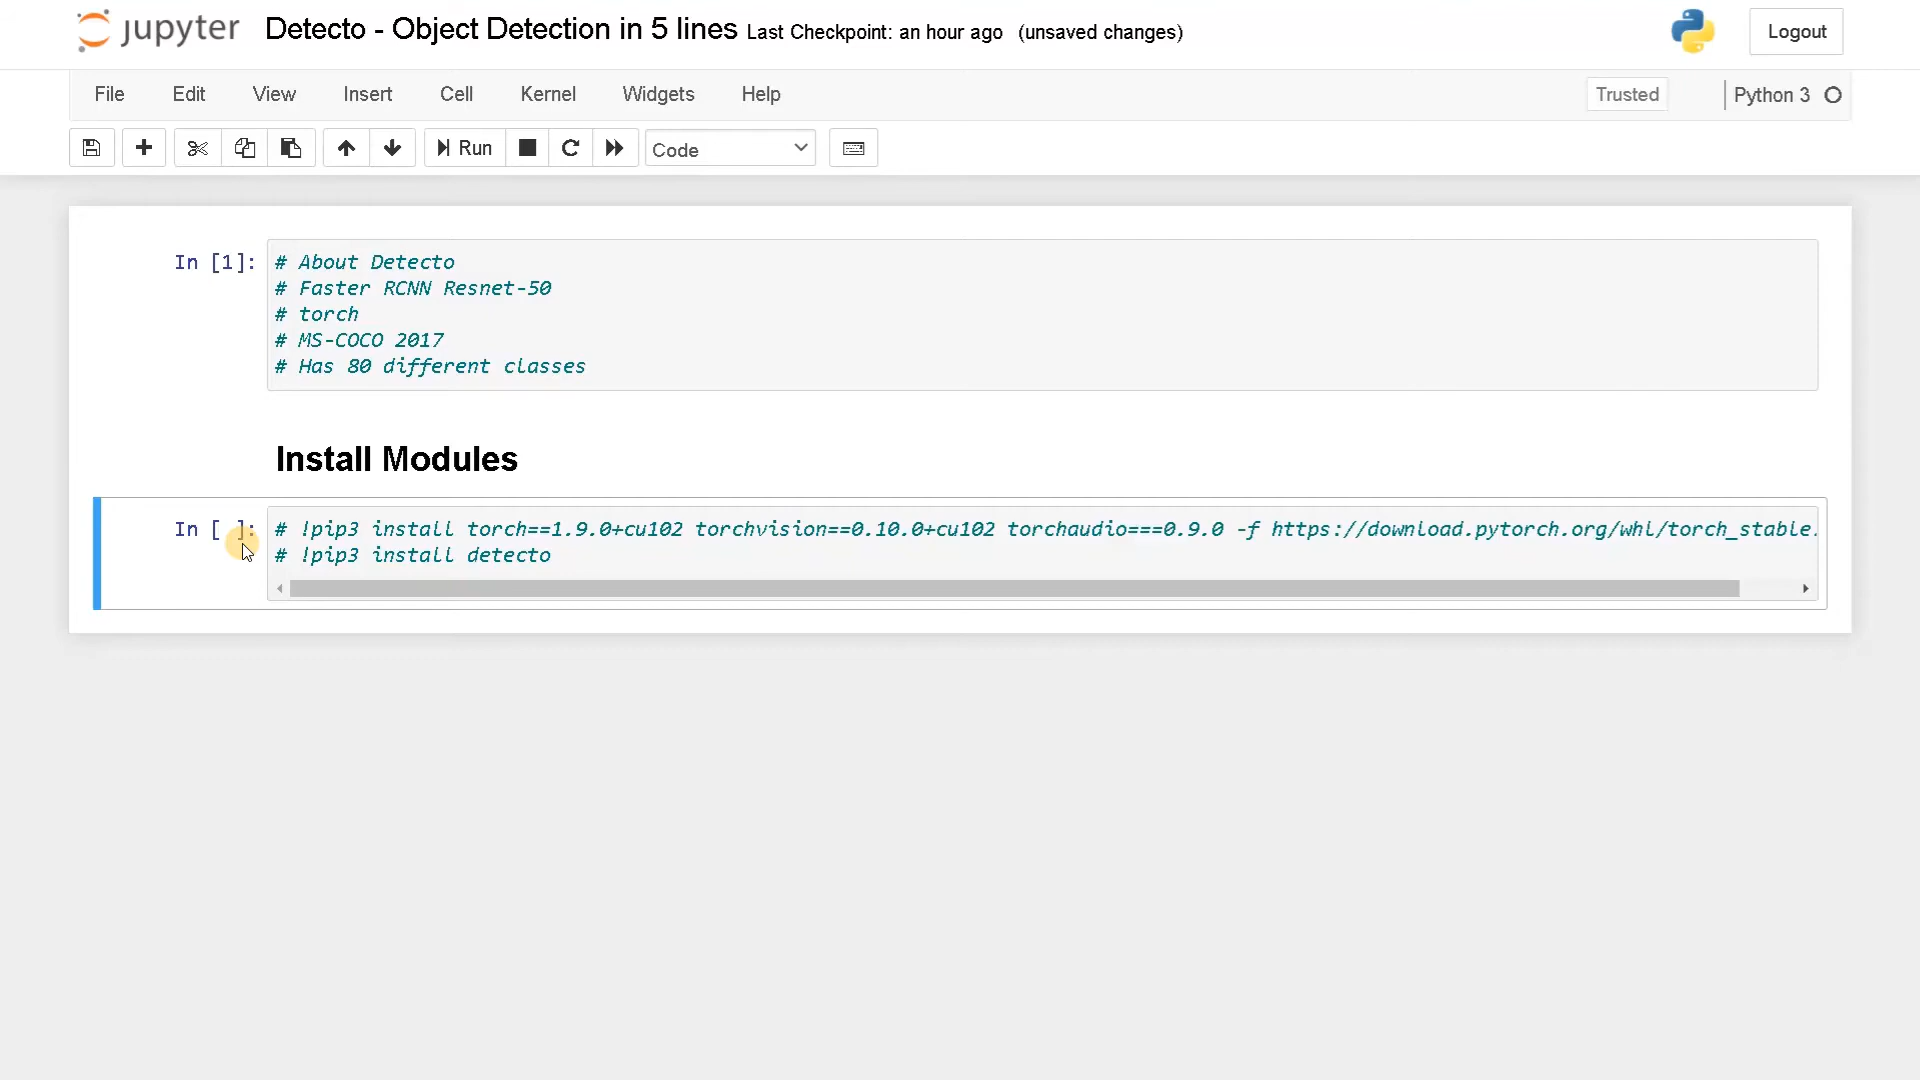 jupyter Detecto - Object Detection in 5 lines Last Checkpoint: an hour ago (unsaved changes) Logout
File Edit View Insert Cell Kernel Widgets Help Trusted Python 3
Run Code
In [1]: # About Detecto
# Faster RCNN Resnet-50
# torch
# MS-COCO 2017
# Has 80 different classes
Install Modules
In [ ]: # !pip3 install torch==1.9.0+cu102 torchvision==0.10.0+cu102 torchaudio===0.9.0 -f https://download.pytorch.org/whl/torch_stable.
# !pip3 install detecto